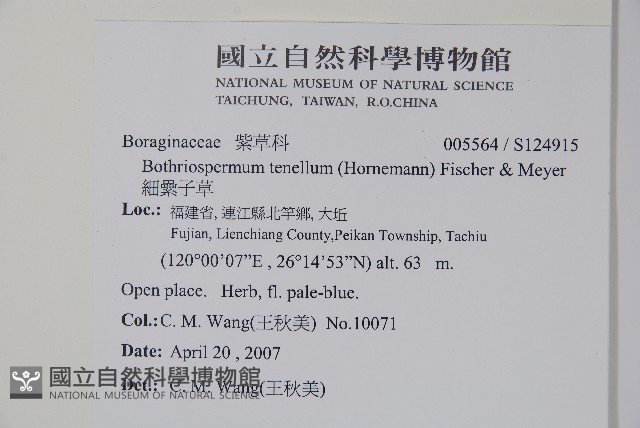 國立自然科學博物館
NATIONAL MUSEUM OF NATURAL SCIENCE
TAICHUNG, TAIWAN, R.O.CHINA
Boraginaceae 紫草科 005564 / S124915
Bothriospermum tenellum (Hornemann) Fischer & Meyer
細纍子草
Loc.: 福建省, 連江縣北竿鄉, 大坵
Fujian, Lienchiang County,Peikan Township, Tachiu
(120°00'07”E , 26°14'53”N) alt. 63 m.
Open place. Herb, fl. pale-blue.
Col.: C. M. Wang(王秋美) No.10071
Date: April 20 , 2007
Det.: C. M. Wang(王秋美)
國立自然科學博物館
NATIONAL MUSEUM OF NATURAL SCIENCE